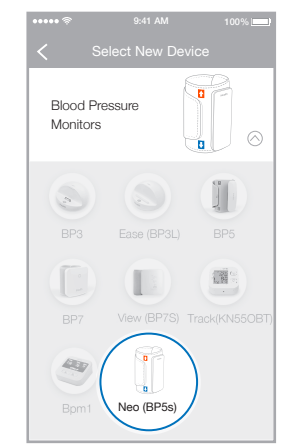 9:41 AM
100%
Select New Device
Blood Pressure
Monitors
BP3
Ease (BP3L)
BP5
BP7
View (BP7S)
Track(KN55OBT)
Bpm1
Neo (BP5s)